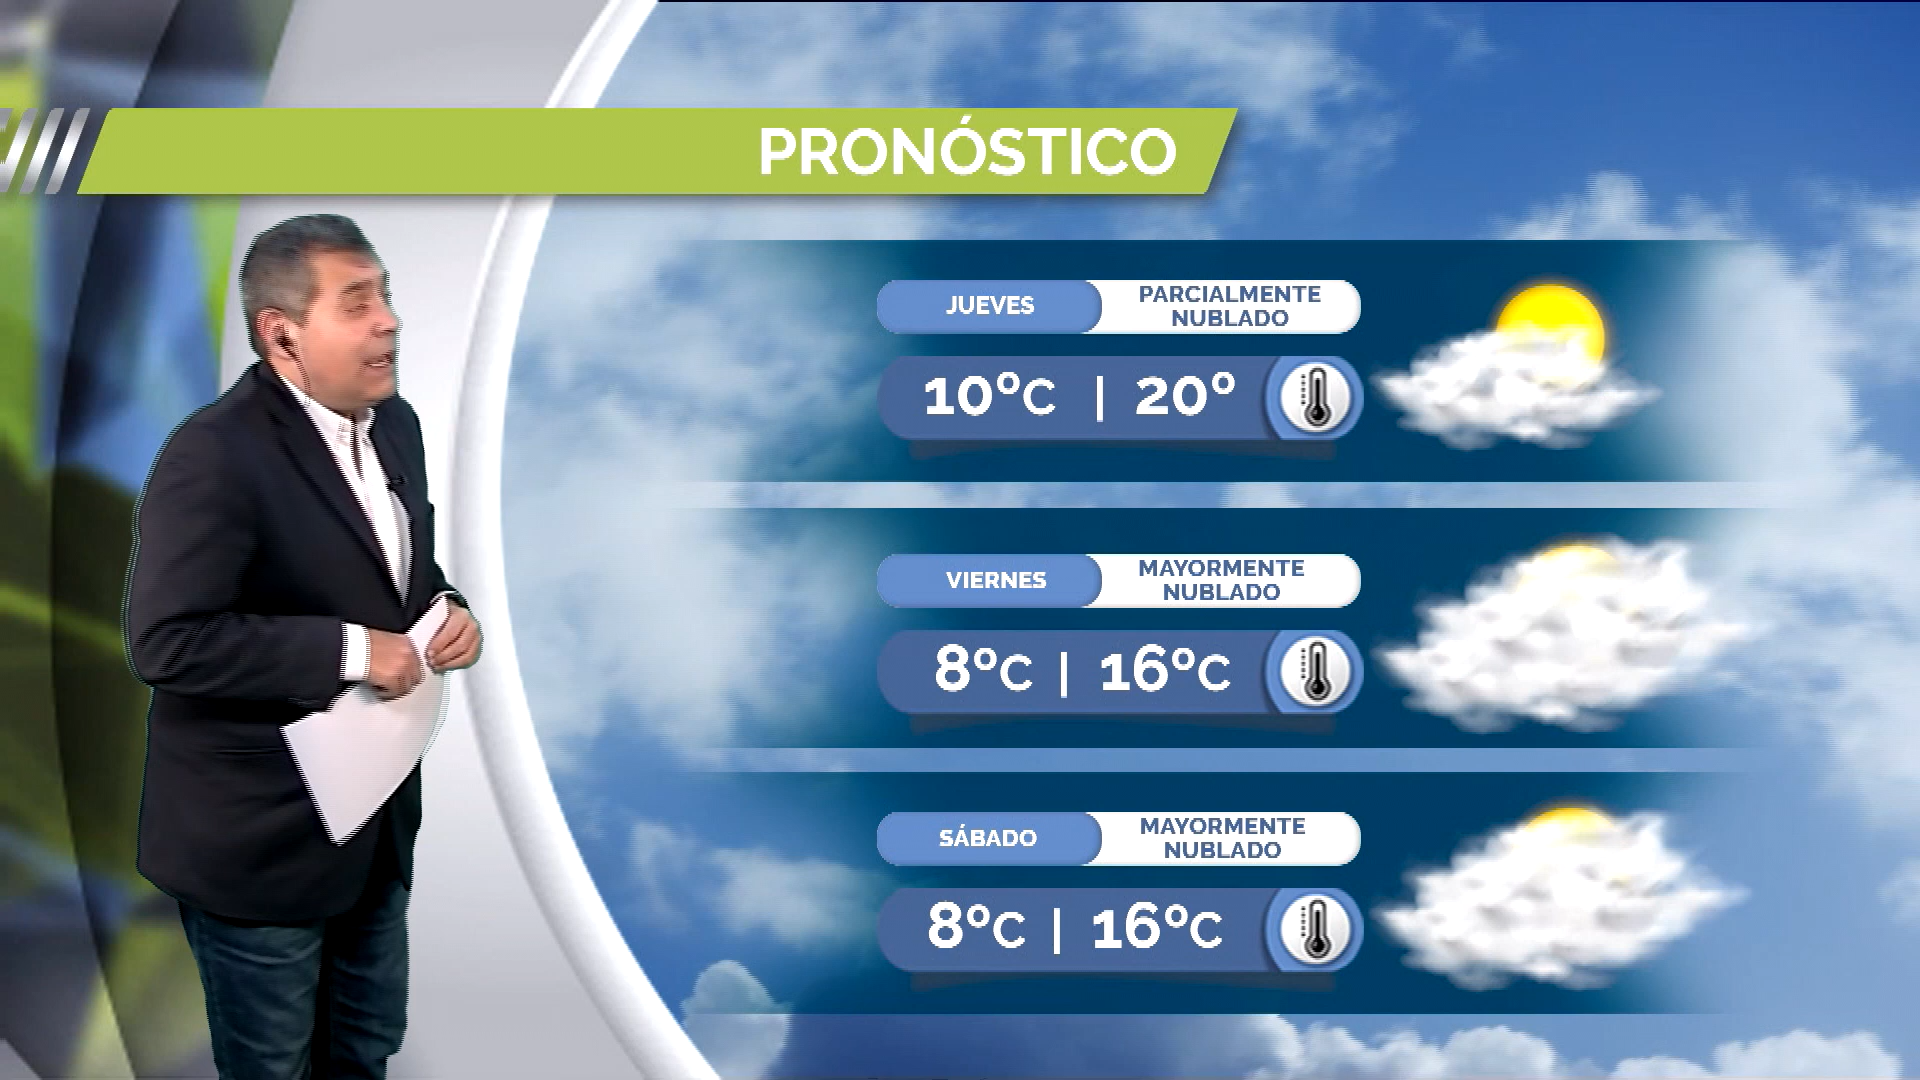 PRONÓSTICO
JUEVES
PARCIALMENTE
NUBLADO
10°C | 20°
VIERNES
MAYORMENTE
NUBLADO
8°C | 16°C
SÁBADO
MAYORMENTE
NUBLADO
8°C | 16°C